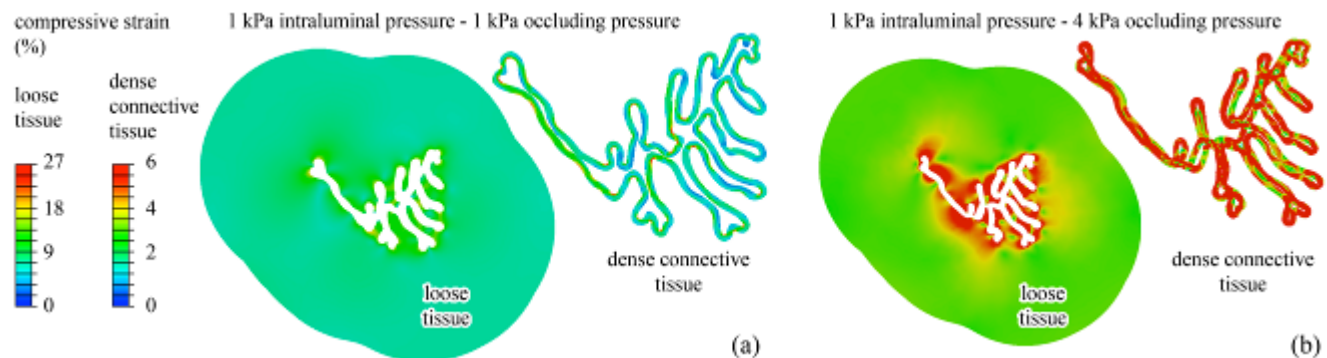 compressive strain
(%)
loose
tissue
dense
connective
tissue
27
18
9
0
6
4
2
0
1 kPa intraluminal pressure - 1 kPa occluding pressure
dense connective
tissue
loose
tissue
(a)
1 kPa intraluminal pressure - 4 kPa occluding pressure
dense connective
tissue
loose
tissue
(b)